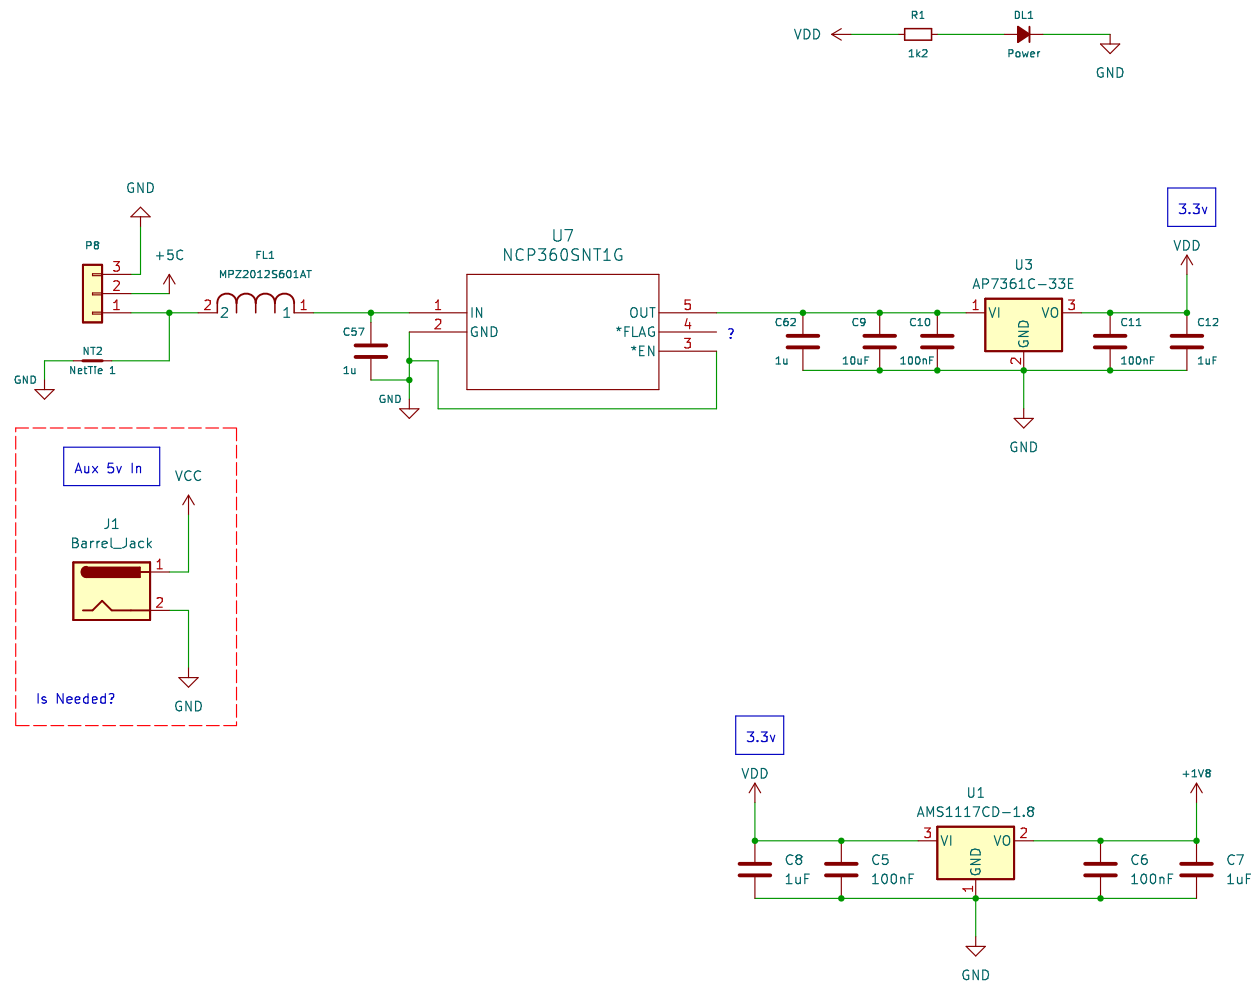 R1
DL1
VDD
1k2
Power
GND
GND
3.3v
P8
+5C
FL1
U7
VDD
MPZ2012S601AT
NCP360SNT1G
U3
AP7361C-33E
3
2
1
2
2
1
1
1
IN
OUT
5
1
VI
VO
3
2
GND
*FLAG
4
?
*EN
3
GND
2
C57
1u
C62
1u
C9
10uF
C10
100nF
C11
100nF
C12
1uF
NT2
NetTie 1
GND
GND
GND
Aux 5v In
VCC
J1
Barrel_Jack
1
2
GND
Is Needed?
3.3v
VDD
+1V8
U1
AMS1117CD-1.8
3
VI
VO
2
GND
1
C8
1uF
C5
100nF
C6
100nF
C7
1uF
GND